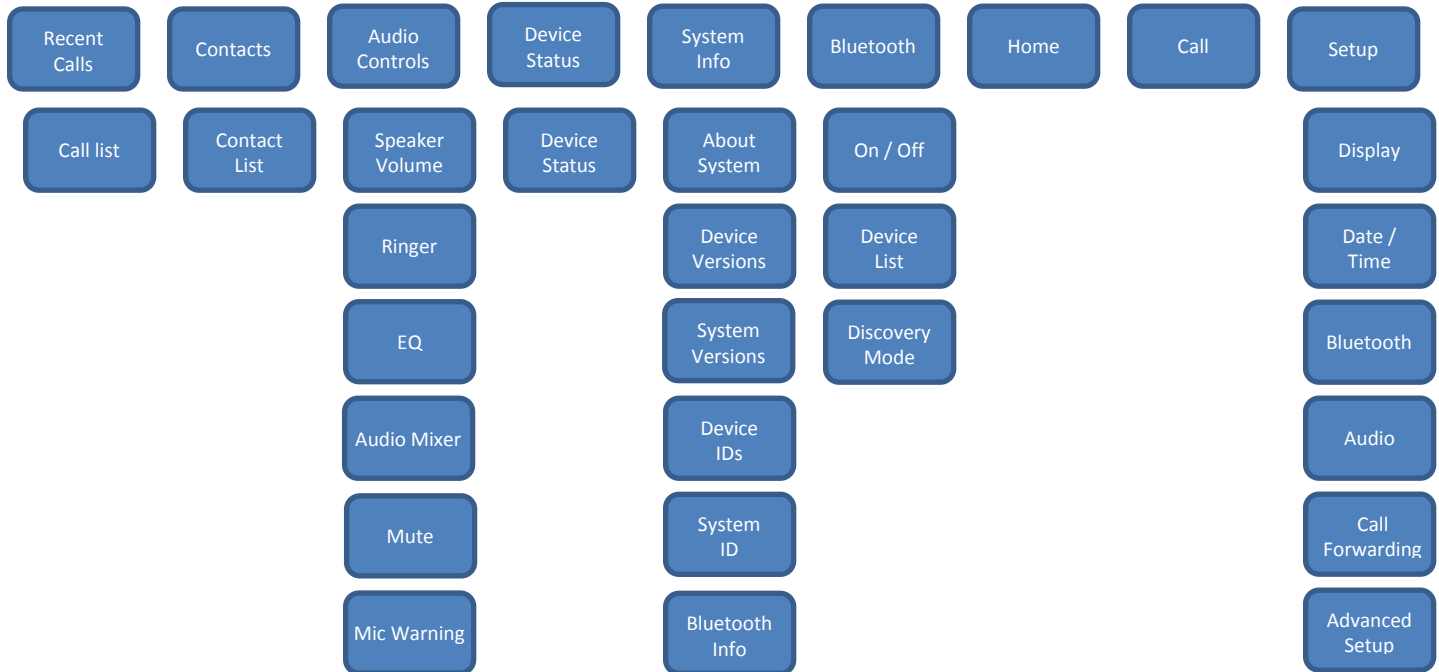 Recent
Calls
Contacts
Audio
Controls
Device
Status
System
Info
Bluetooth
Home
Call
Setup
Call list
Contact
List
Speaker
Volume
Device
Status
About
System
On / Off
Display
Ringer
Device
Versions
Device
List
Date /
Time
EQ
System
Versions
Discovery
Mode
Bluetooth
Audio Mixer
Device
IDs
Audio
Mute
System
ID
Call
Forwarding
Mic Warning
Bluetooth
Info
Advanced
Setup